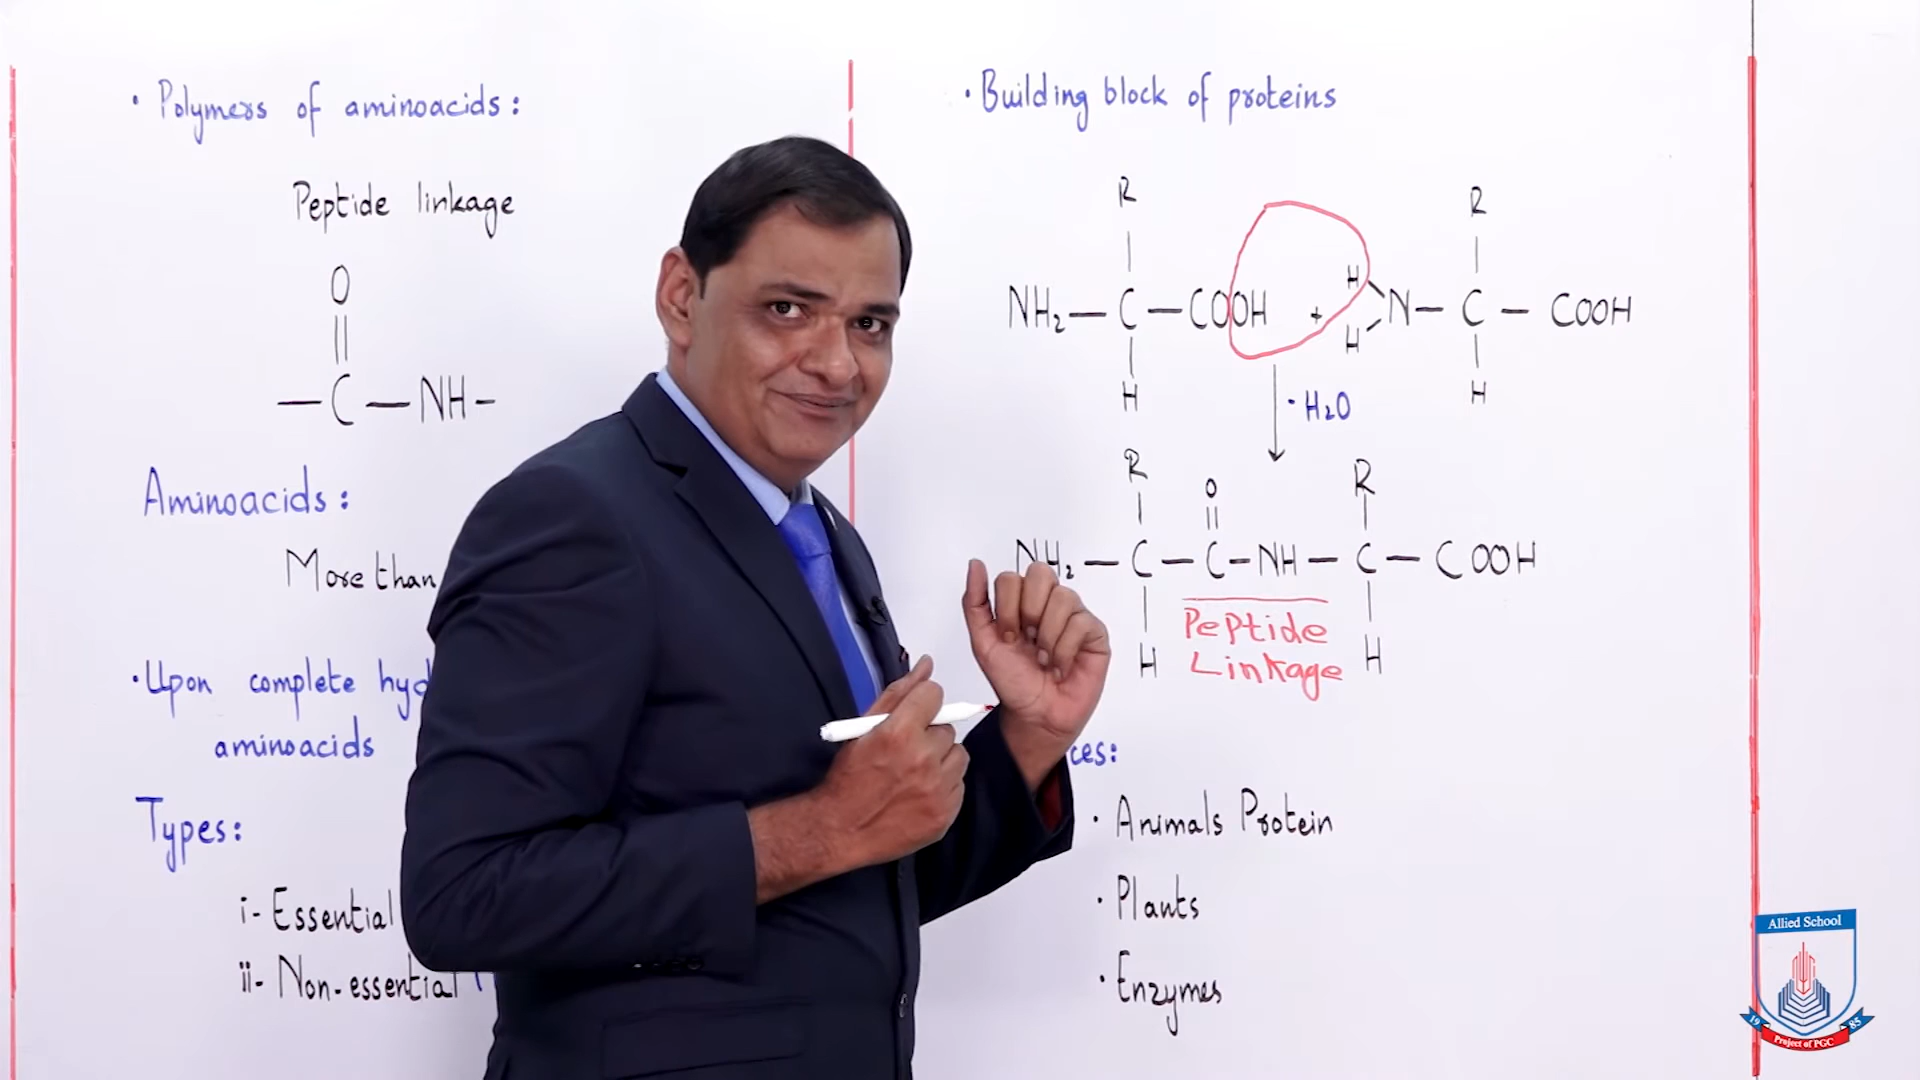 · Polymers of aminoacids:
Peptide linkage
O
||
— C — NH -
Aminoacids:
More than
· Upon complete
aminoacids
Types:
i- Essential
ii- Non-essential
· Building block of proteins
R R
| |
NH₂ — C — COOH + H H N — C — COOH
| |
H H
· H₂O
R O R
| || |
NH₂ — C — C - NH — C — COOH
| |
H H
Peptide
Linkage
· Animals Protein
· Plants
· Enzymes
Allied School
19 85
Project of PGC